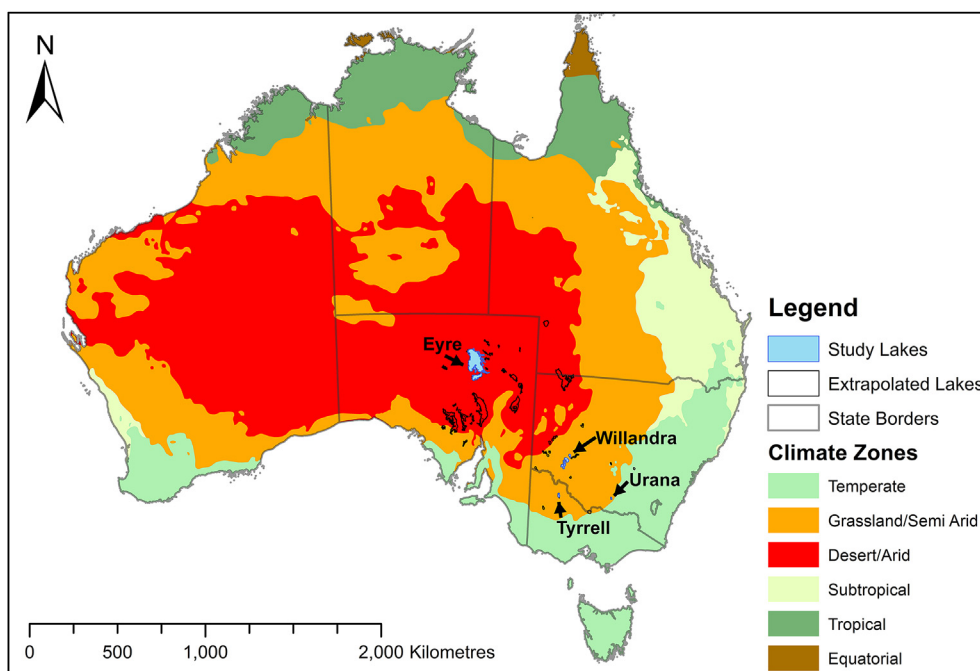 N
Eyre
Willandra
Urana
Tyrrell
Legend
Study Lakes
Extrapolated Lakes
State Borders
Climate Zones
Temperate
Grassland/Semi Arid
Desert/Arid
Subtropical
Tropical
Equatorial
0 500 1,000 2,000 Kilometres